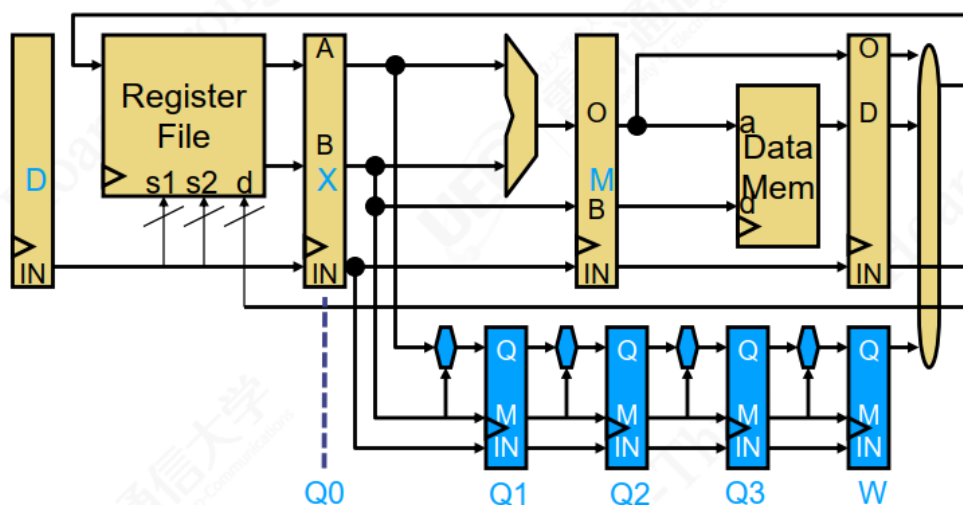 A
O
O
Register
File
B
D
D
X
M
a
Data
Mem
s1 s2 d
B
d
IN
IN
IN
IN
Q
Q
Q
Q
M
M
M
M
IN
IN
IN
IN
Q0
Q1
Q2
Q3
W